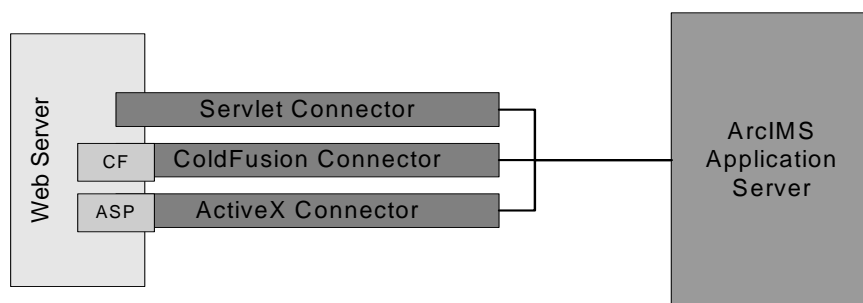 Web Server
Servlet Connector
CF
ColdFusion Connector
ASP
ActiveX Connector
ArcIMS
Application
Server